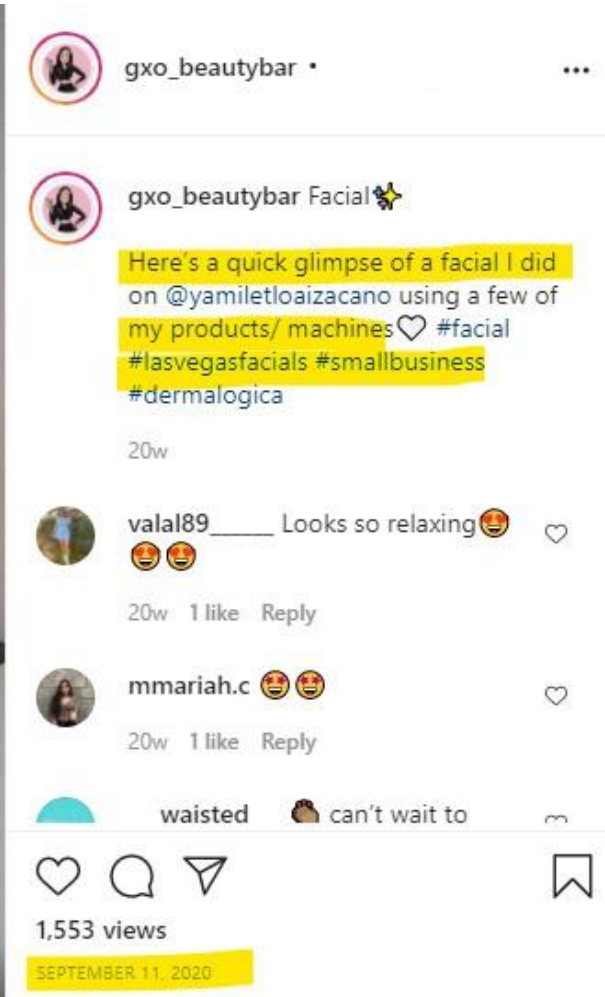 gxo_beautybar •
gxo_beautybar Facial✨
Here's a quick glimpse of a facial I did
on @yamiletloaizacano using a few of
my products/ machines🤍 #facial
#lasvegasfacials #smallbusiness
#dermalogica
20w
valal89______ Looks so relaxing😍
😍😍
20w 1 like Reply
mmariah.c 🤩🤩
20w 1 like Reply
waisted can't wait to
1,553 views
SEPTEMBER 11, 2020